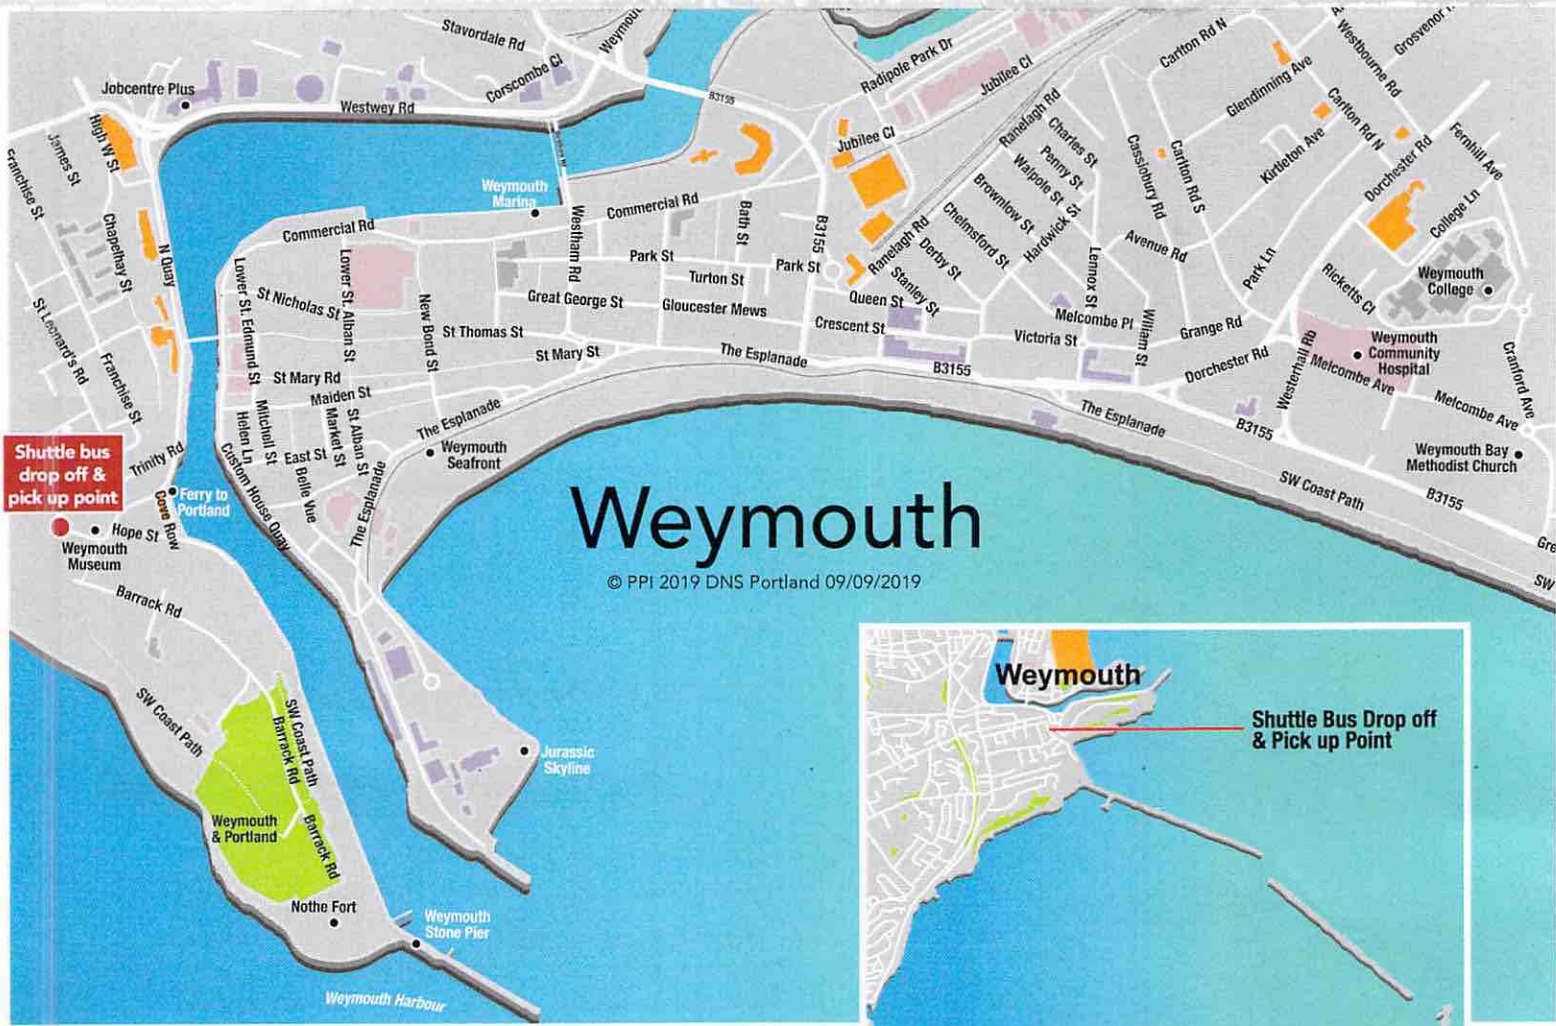 Stavordale Rd
Corscombe Cl
Jobcentre Plus
Westwey Rd
B3155
Radipole Park Dr
Jubilee Cl
Jubilee Cl
Carlton Rd N
Westbourne Rd
Glendinning Ave
Carlton Rd N
Kirtleton Ave
Dorchester Rd
Fernhill Ave
College Ln
High W St
James St
Franchise St
Chapelhay St
N Quay
St Leonard's Rd
Franchise St
Trinity Rd
Weymouth
Marina
Commercial Rd
Commercial Rd
Westham Rd
Bath St
B3155
Park St
Park St
Turton St
Great George St
Gloucester Mews
Queen St
Crescent St
Ranelagh Rd
Ranelagh Rd
Charles St
Penny St
Walpole St
Hardwick St
Brownlow St
Chelmsford St
Derby St
Stanley St
Cassiobury Rd
Carlton Rd S
Avenue Rd
Lennox St
Melcombe Pl
William St
Victoria St
Grange Rd
Park Ln
Ricketts Cl
Weymouth
College
Weymouth
Community
Hospital
Dorchester Rd
Westerhall Rb
Melcombe Ave
Melcombe Ave
Cranford Ave
Weymouth Bay
Methodist Church
Lower St. Edmund St
St Nicholas St
Lower St. Alban St
New Bond St
St Thomas St
St Mary St
St Mary Rd
Maiden St
Mitchell St
Helen Ln
Market St
St Alban St
East St
Belle Vue
Custom House Quay
The Esplanade
The Esplanade
The Esplanade
The Esplanade
B3155
B3155
B3155
SW Coast Path
Weymouth
Seafront
Shuttle bus
drop off &
pick up point
Ferry to
Portland
Cove Row
Hope St
Weymouth
Museum
Barrack Rd
SW Coast Path
SW Coast Path
Barrack Rd
Barrack Rd
Weymouth
& Portland
Nothe Fort
Weymouth
Stone Pier
Weymouth Harbour
Jurassic
Skyline
Weymouth
© PPI 2019 DNS Portland 09/09/2019
Weymouth
Shuttle Bus Drop off
& Pick up Point